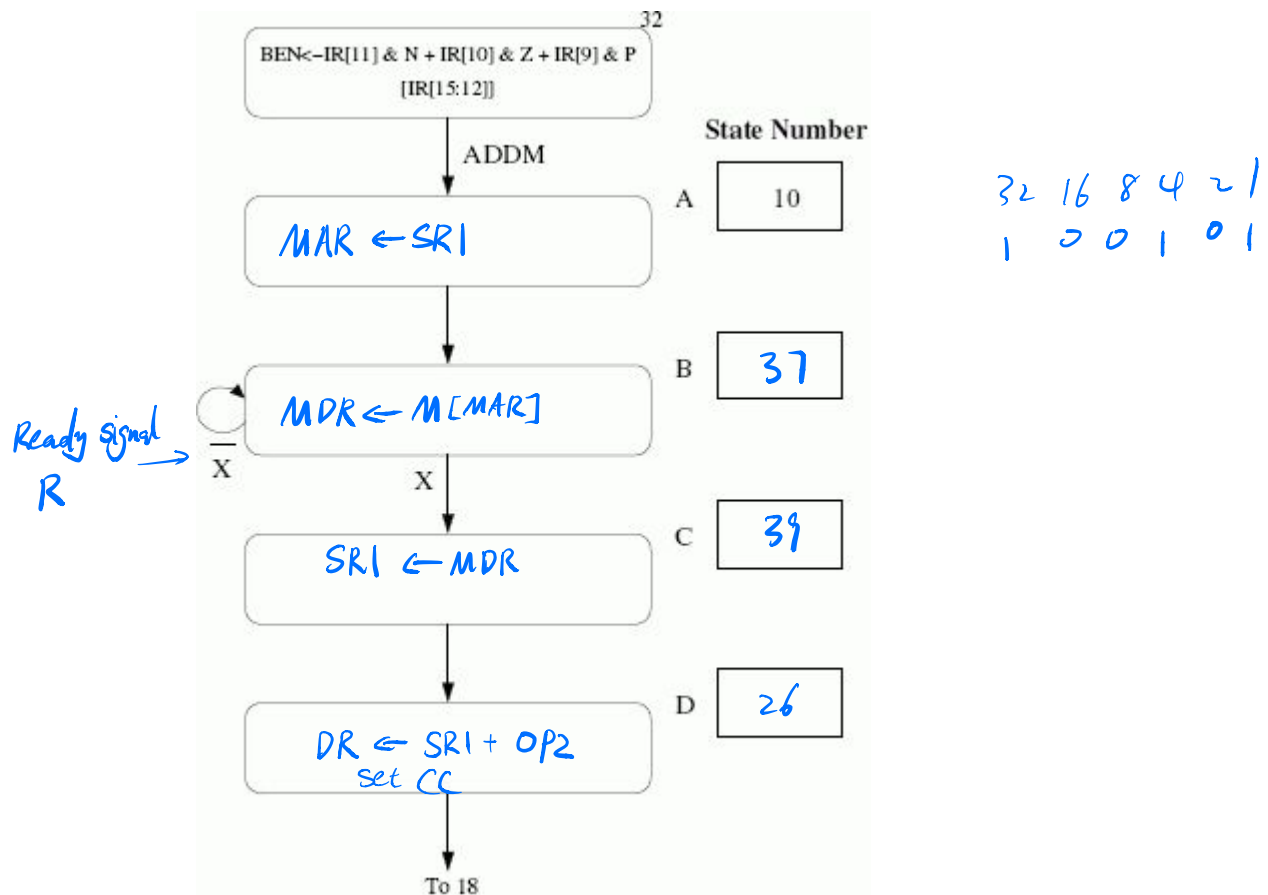 32
BEN<-IR[11] & N + IR[10] & Z + IR[9] & P
[IR[15:12]]
ADDM
State Number
A
10
MAR ← SR1
32 16 8 4 2 1
1 0 0 1 0 1
B
37
MDR ← M[MAR]
Ready signal →
R
X̅
X
C
39
SR1 ← MDR
D
26
DR ← SR1 + OP2
set CC
To 18